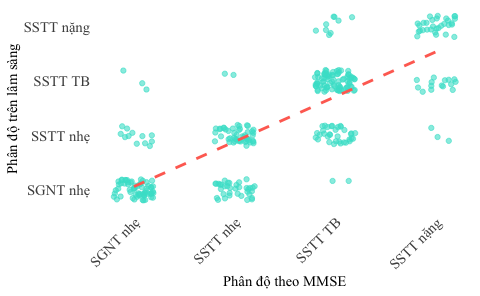 Phân độ trên lâm sàng
SSTT nặng
SSTT TB
SSTT nhẹ
SGNT nhẹ
SGNT nhẹ
SSTT nhẹ
SSTT TB
SSTT nặng
Phân độ theo MMSE